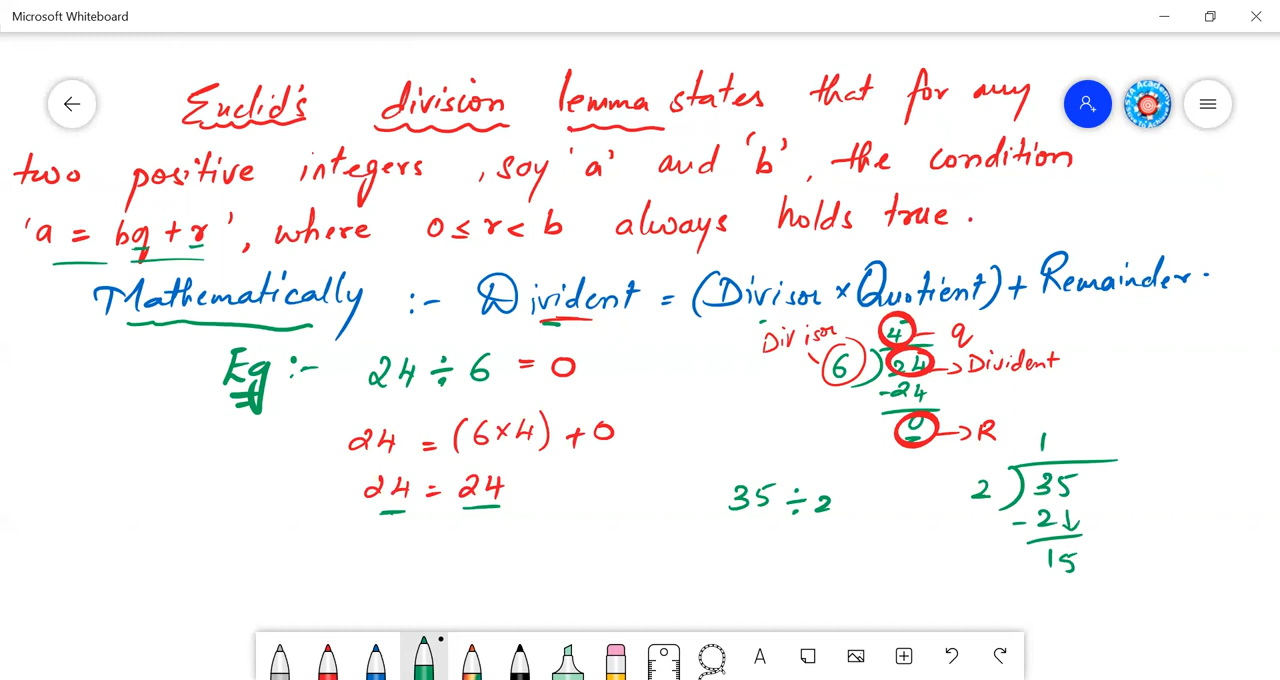 Microsoft Whiteboard
Euclid's division lemma states that for any
two positive integers, say 'a' and 'b', the condition
'a = bq + r', where 0 ≤ r < b always holds true.
Mathematically :- Divident = (Divisor × Quotient) + Remainder.
Eg :- 24 ÷ 6 = 0
24 = (6×4) + 0
24 = 24
Divisor
4 – q
6 ) 24 → Divident
-24
0 → R
35 ÷ 2
1
2 ) 35
-2↓
15
A